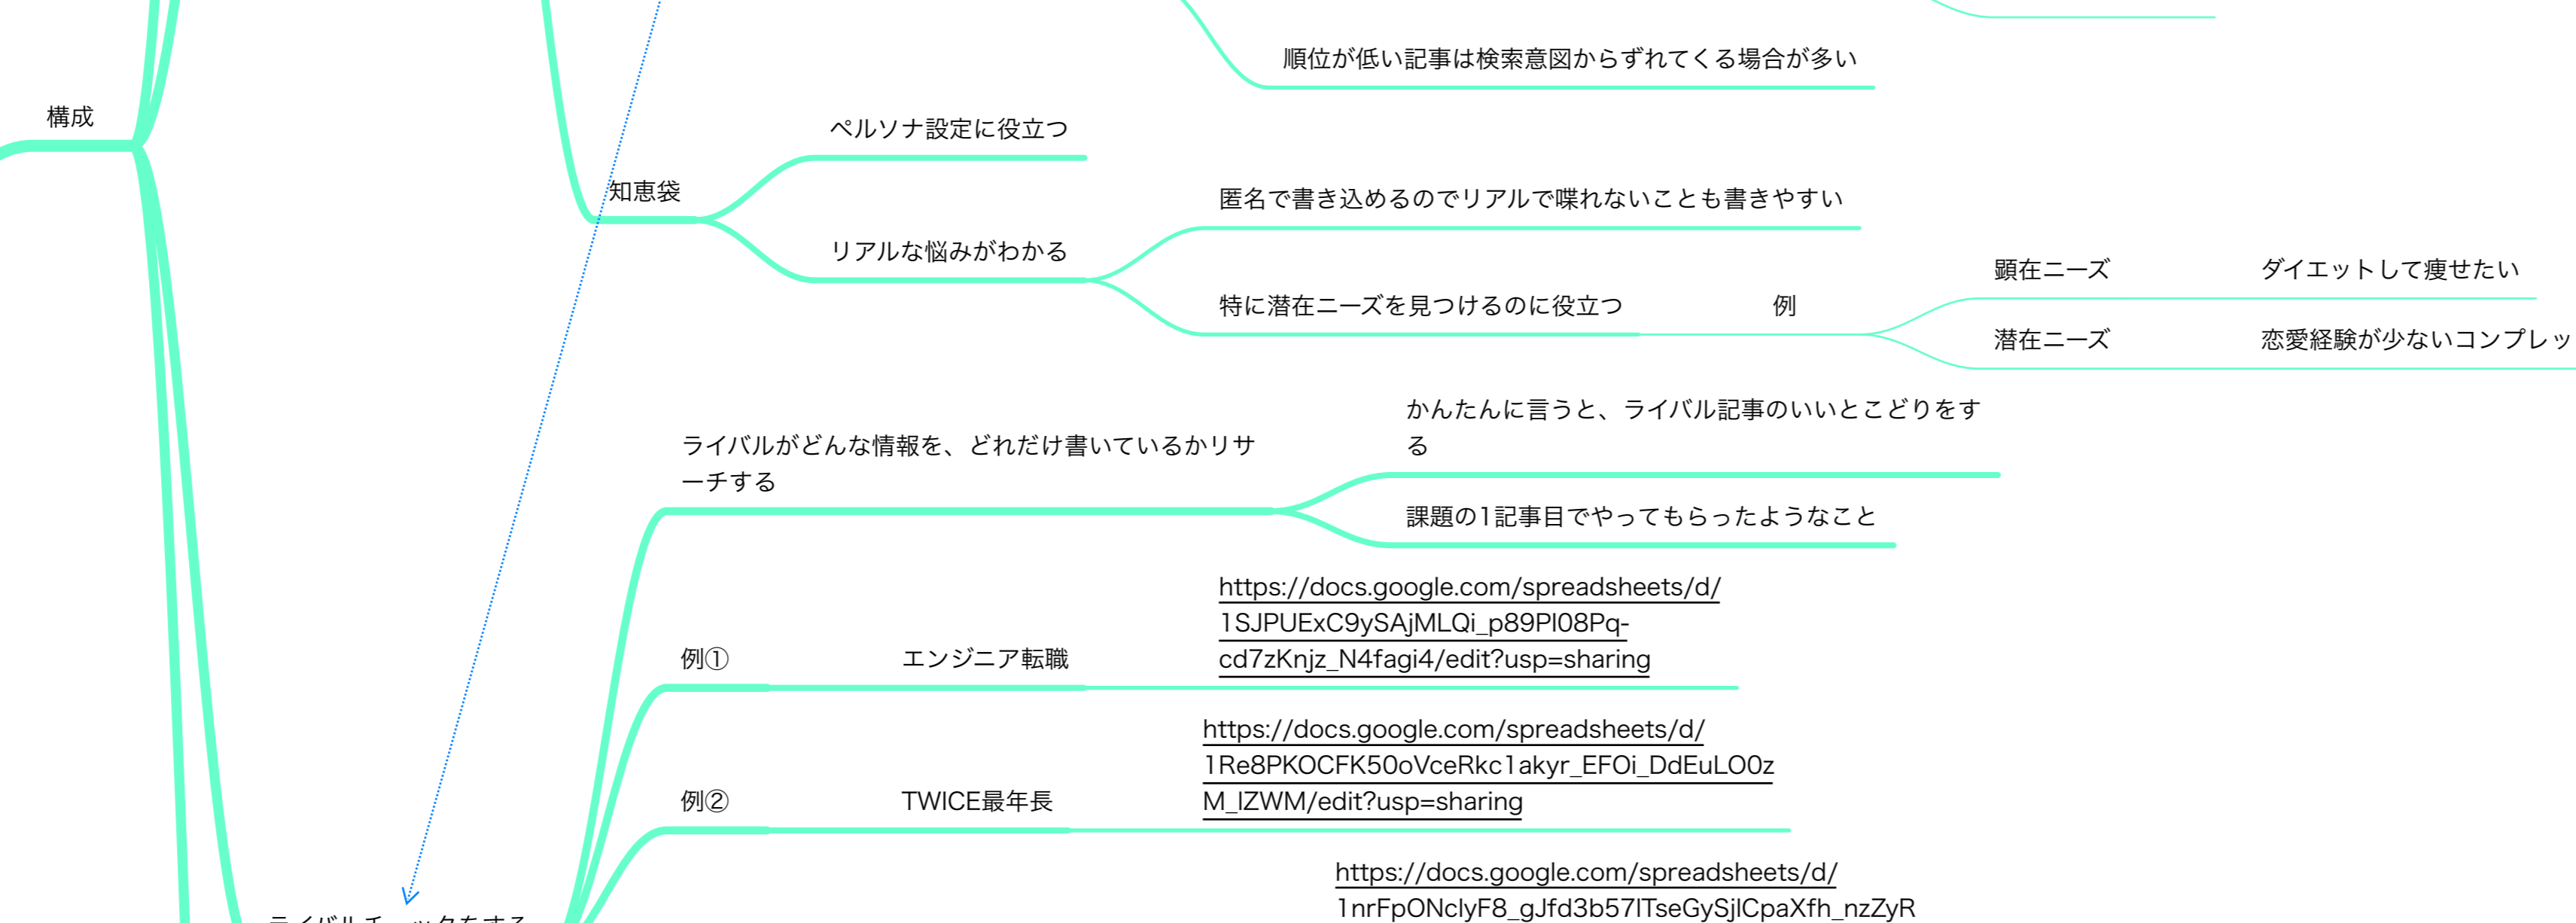 順位が低い記事は検索意図からずれてくる場合が多い
構成
ペルソナ設定に役立つ
知恵袋
匿名で書き込めるのでリアルで喋れないことも書きやすい
リアルな悩みがわかる
顕在ニーズ
ダイエットして痩せたい
特に潜在ニーズを見つけるのに役立つ
例
潜在ニーズ
恋愛経験が少ないコンプレッ
かんたんに言うと、ライバル記事のいいとこどりをす
る
ライバルがどんな情報を、どれだけ書いているかリサ
ーチする
課題の1記事目でやってもらったようなこと
https://docs.google.com/spreadsheets/d/
1SJPUExC9ySAjMLQi_p89Pl08Pq-
cd7zKnjz_N4fagi4/edit?usp=sharing
例①
エンジニア転職
https://docs.google.com/spreadsheets/d/
1Re8PKOCFK50oVceRkc1akyr_EFOi_DdEuLO0z
M_lZWM/edit?usp=sharing
例②
TWICE最年長
https://docs.google.com/spreadsheets/d/
1nrFpONclyF8_gJfd3b57lTseGySjlCpaXfh_nzZyR
ライバルチェックをする